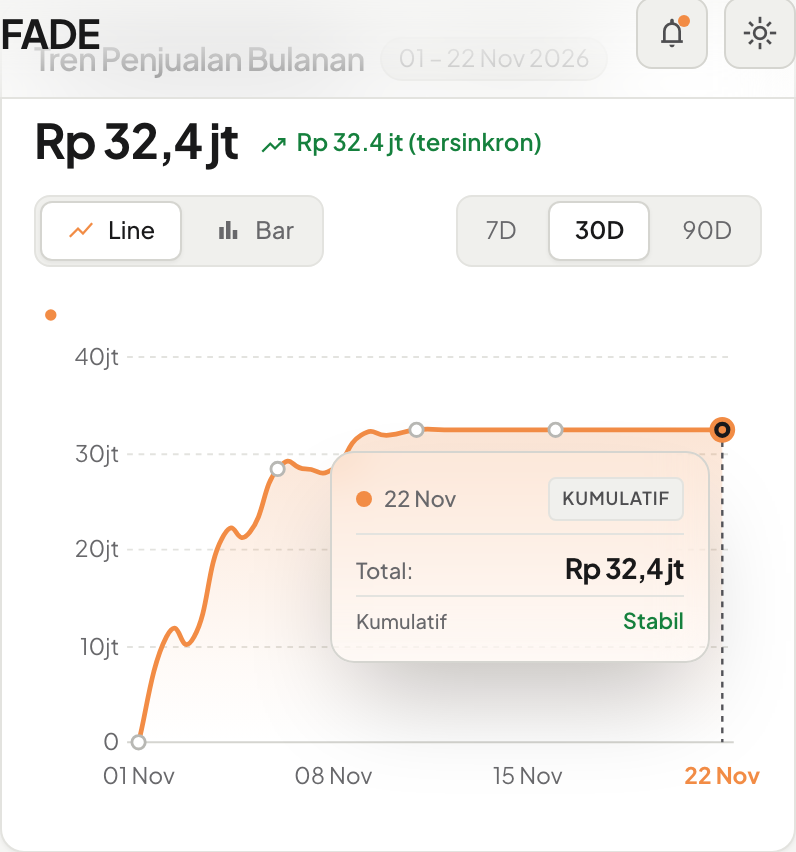 FADE
Tren Penjualan Bulanan 01 – 22 Nov 2026
Rp 32,4 jt Rp 32.4 jt (tersinkron)
Line Bar 7D 30D 90D
40jt
30jt
22 Nov KUMULATIF
20jt
Total: Rp 32,4 jt
Kumulatif Stabil
10jt
0
01 Nov 08 Nov 15 Nov 22 Nov